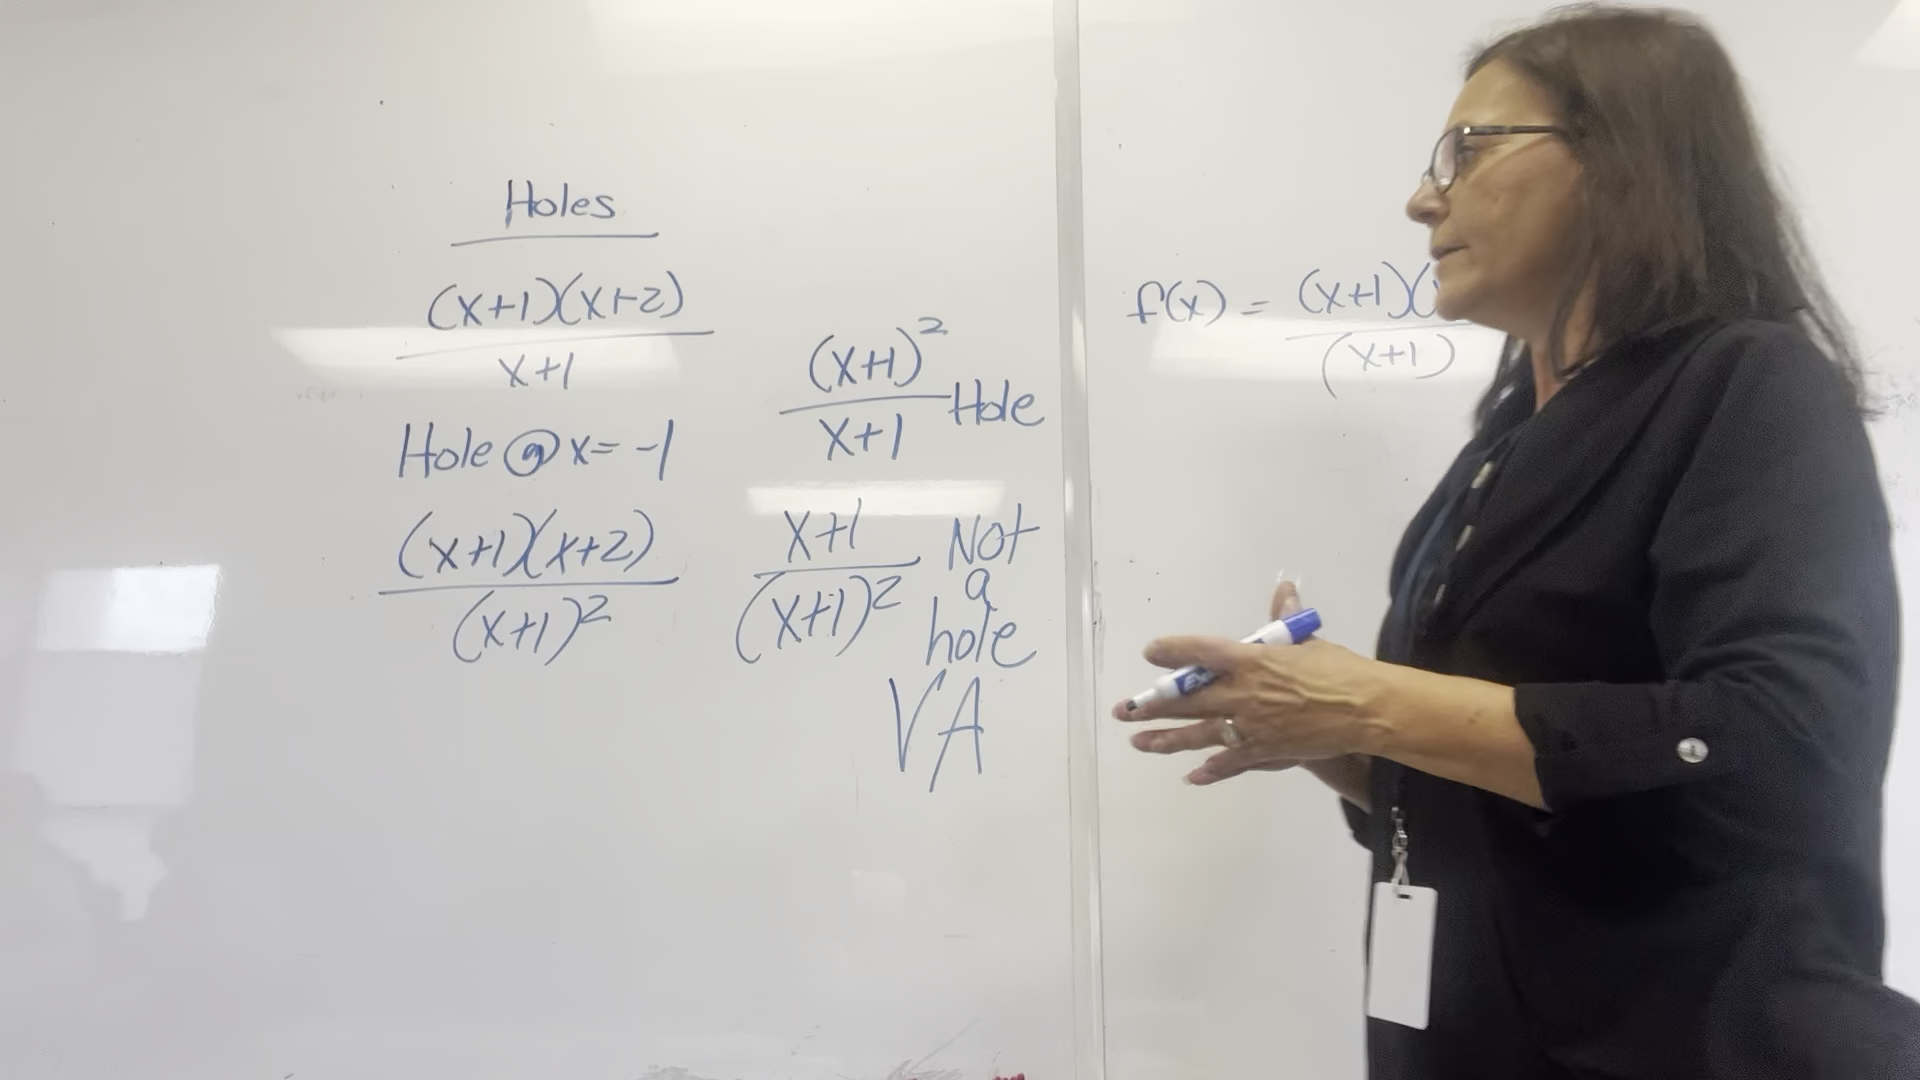 Holes
(x+1)(x+2)
x+1
Hole @ x= -1
(x+1)(x+2)
(x+1)²
(x+1)²
x+1
Hole
x+1
(x+1)²
Not
a
hole
VA
f(x) = (x+1)(
(x+1)